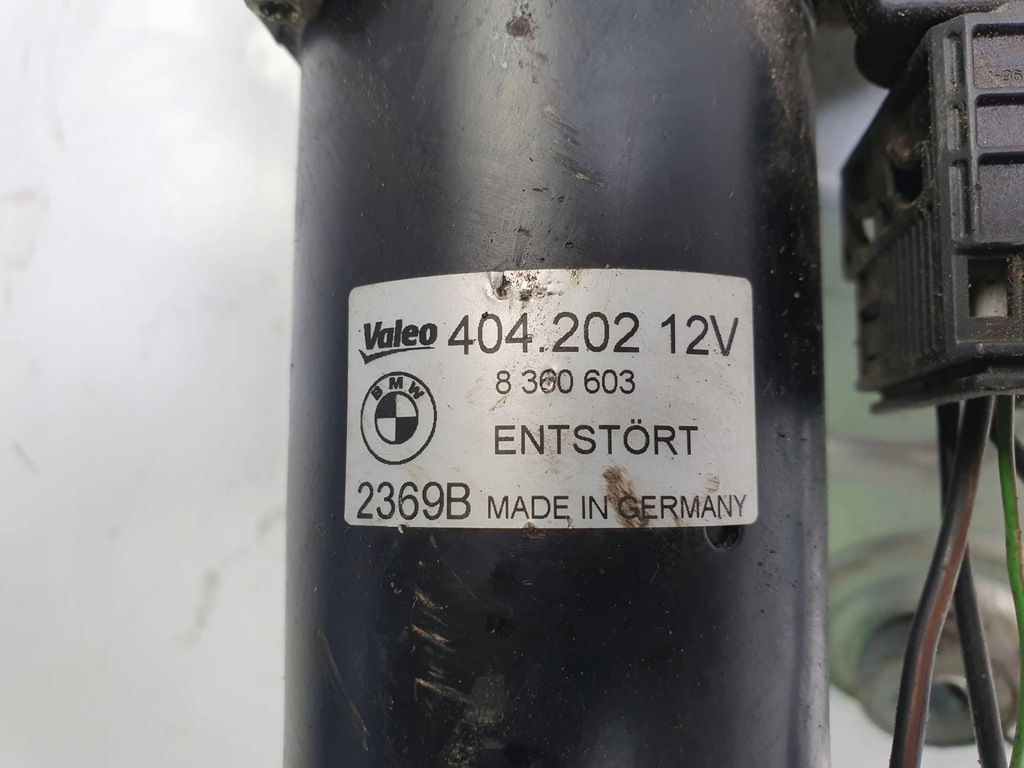 Valeo 404.202 12V
8 360 603
BMW
ENTSTÖRT
2369B MADE IN GERMANY